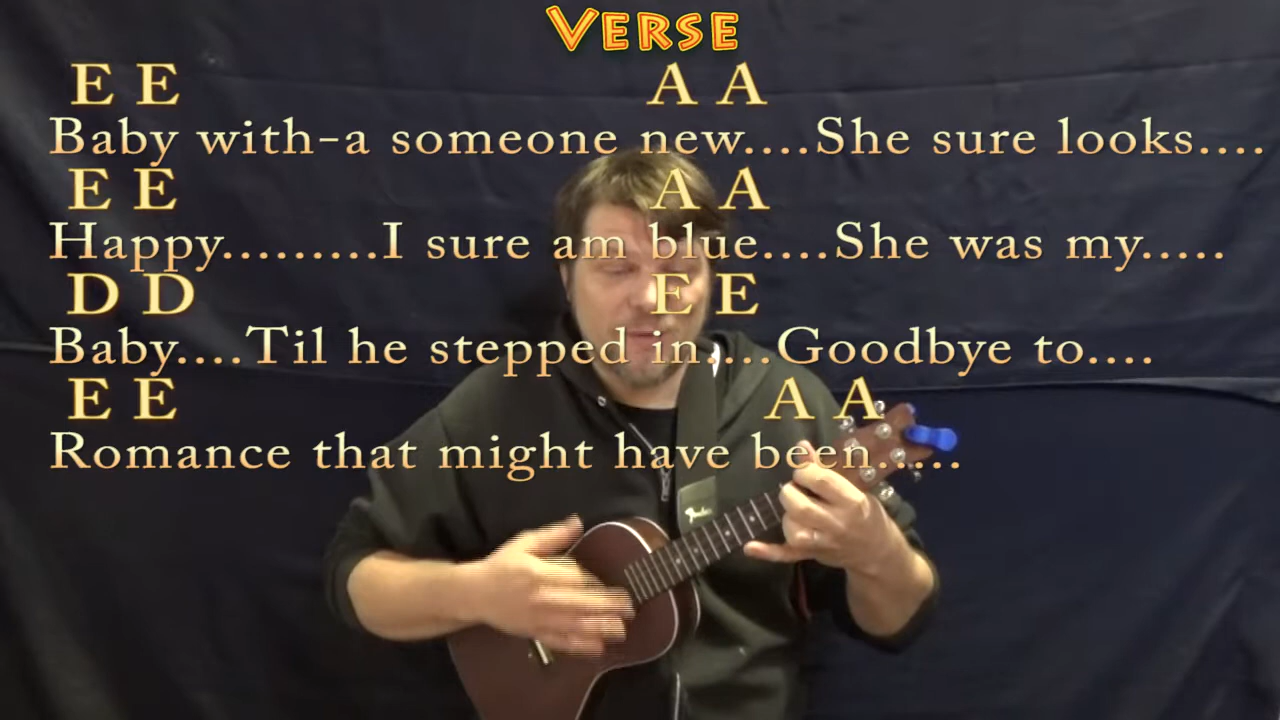 VERSE
E E A A
Baby with-a someone new....She sure looks....
E E A A
Happy.........I sure am blue....She was my.....
D D E E
Baby....Til he stepped in....Goodbye to....
E E A A
Romance that might have been.....
Fender